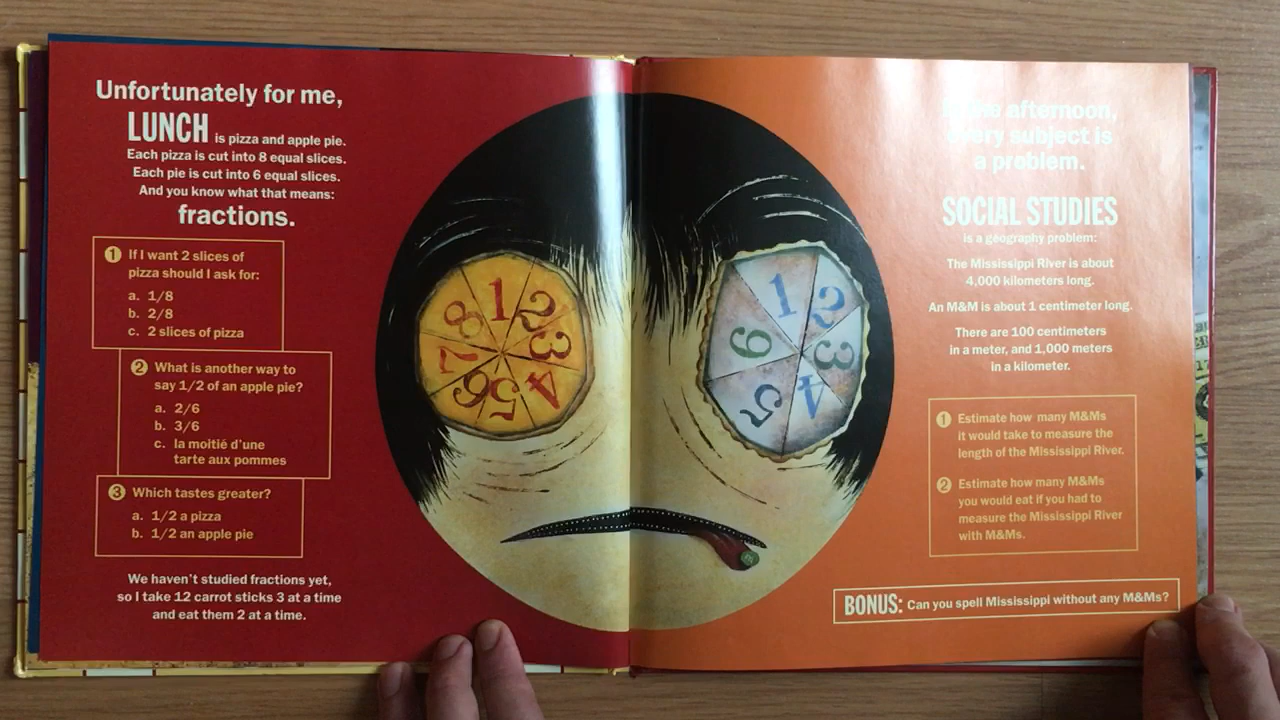 Unfortunately for me,
LUNCH is pizza and apple pie.
Each pizza is cut into 8 equal slices.
Each pie is cut into 6 equal slices.
And you know what that means:
fractions.
1 If I want 2 slices of
pizza should I ask for:
a. 1/8
b. 2/8
c. 2 slices of pizza
2 What is another way to
say 1/2 of an apple pie?
a. 2/6
b. 3/6
c. la moitié d'une
tarte aux pommes
3 Which tastes greater?
a. 1/2 a pizza
b. 1/2 an apple pie
We haven't studied fractions yet,
so I take 12 carrot sticks 3 at a time
and eat them 2 at a time.
1 2 3 4 5 6 7 8
1 2 3 4 5 6
the afternoon,
every subject is
a problem.
SOCIAL STUDIES
is a geography problem:
The Mississippi River is about
4,000 kilometers long.
An M&M is about 1 centimeter long.
There are 100 centimeters
in a meter, and 1,000 meters
in a kilometer.
1 Estimate how many M&Ms
it would take to measure the
length of the Mississippi River.
2 Estimate how many M&Ms
you would eat if you had to
measure the Mississippi River
with M&Ms.
BONUS: Can you spell Mississippi without any M&Ms?